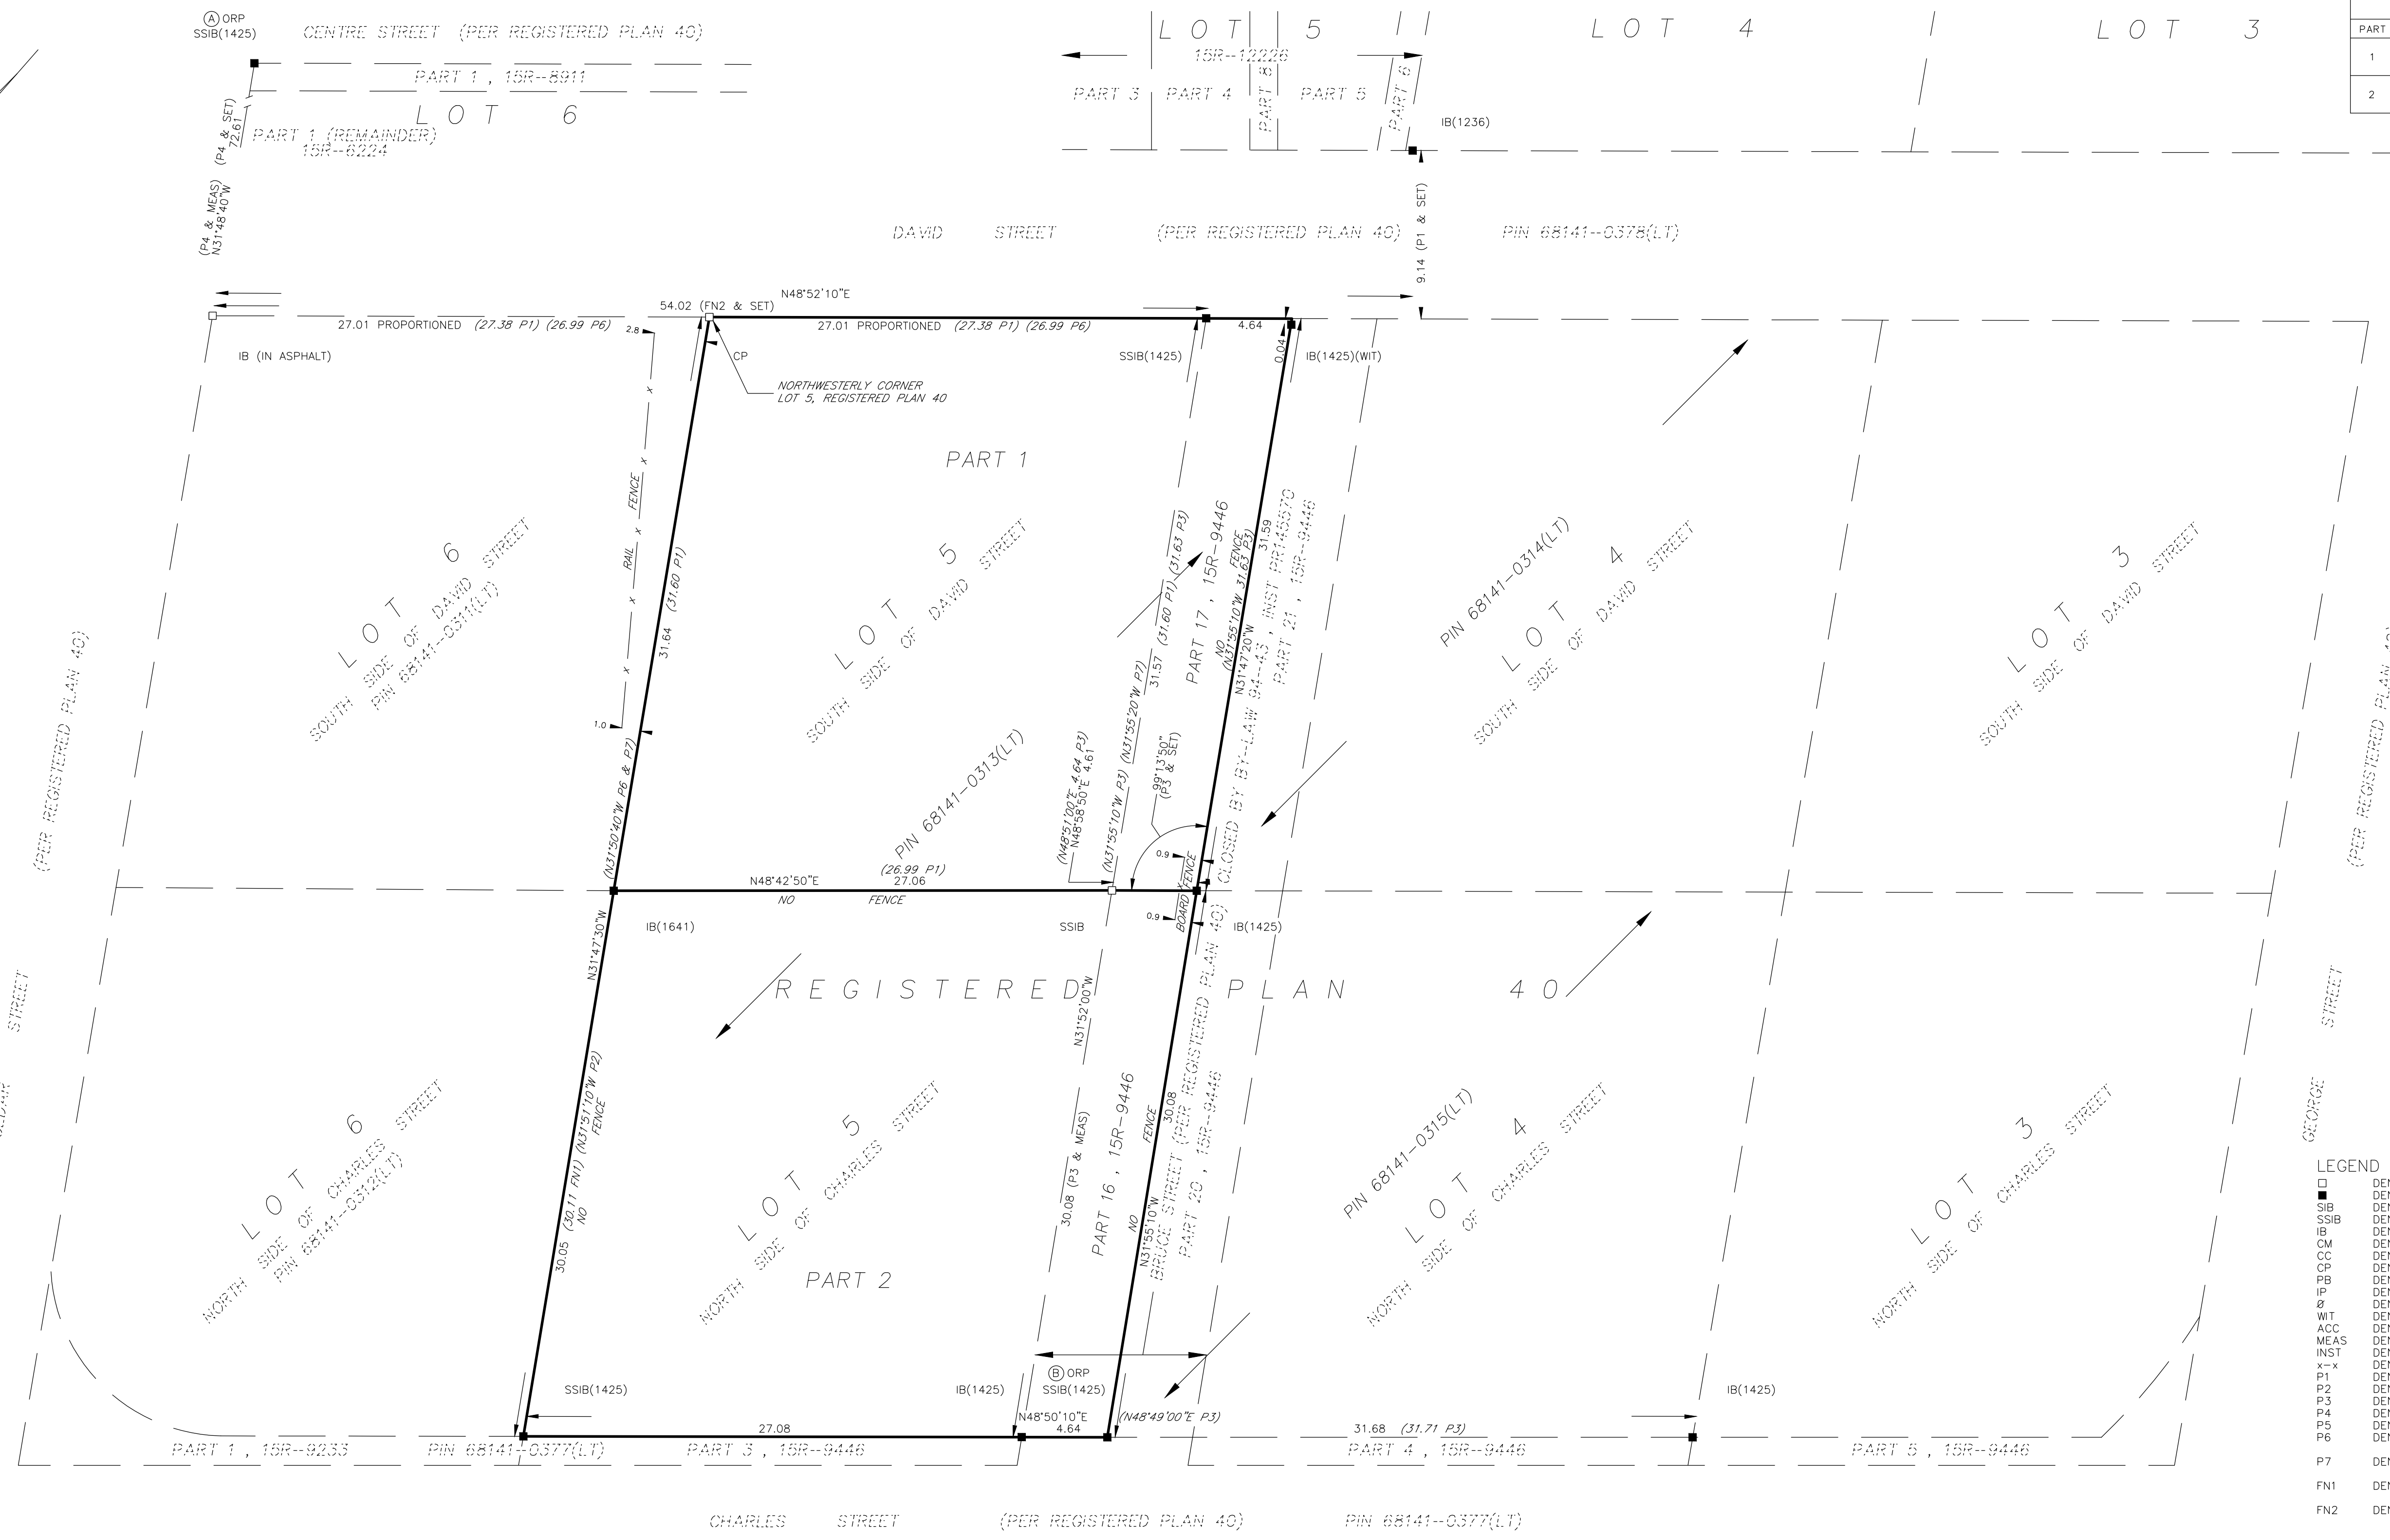 Ⓐ ORP
SSIB(1425)
CENTRE STREET (PER REGISTERED PLAN 40)
PART 1 , 15R--8911
LOT 6
PART 1 (REMAINDER)
15R--6224
(P4 & SET)
72.61
(P4 & MEAS)
N31°48'40"W
LOT 5
15R--12226
PART 3
PART 4
PART 8
PART 5
PART 6
LOT 4
LOT 3
PART
1
2
IB(1236)
9.14 (P1 & SET)
DAVID STREET (PER REGISTERED PLAN 40) PIN 68141--0378(LT)
N48°52'10"E
54.02 (FN2 & SET)
27.01 PROPORTIONED (27.38 P1) (26.99 P6)
27.01 PROPORTIONED (27.38 P1) (26.99 P6)
4.64
2.8
0.04
IB (IN ASPHALT)
CP
SSIB(1425)
IB(1425)(WIT)
NORTHWESTERLY CORNER
LOT 5, REGISTERED PLAN 40
PART 1
x RAIL x FENCE x
31.64 (31.60 P1)
(N31°50'40"W P6 & P7)
1.0
LOT 6
SOUTH SIDE OF DAVID STREET
PIN 68141--0311(LT)
LOT 5
SOUTH SIDE OF DAVID STREET
PIN 68141-0313(LT)
(N31°55'10"W P3) (N31°55'20"W P7)
31.57 (31.60 P1) (31.63 P3)
PART 17 , 15R-9446
NO FENCE
(N31°55'10"W 31.63 P3)
N31°47'20"W
31.59
CLOSED BY BY--LAW 94--43 , INST PR145570
PART 21 , 15R--9446
PIN 68141-0314(LT)
LOT 4
SOUTH SIDE OF DAVID STREET
LOT 3
SOUTH SIDE OF DAVID STREET
(PER REGISTERED PLAN 40)
(PER REGISTERED PLAN 40)
(N48°51'00"E 4.64 P3)
N48°58'50"E 4.61
99°13'50"
(P3 & SET)
0.9
0.9
BOARD FENCE
(26.99 P1)
N48°42'50"E
27.06
NO FENCE
IB(1641)
SSIB
IB(1425)
N31°47'30"W
REGISTERED PLAN 40
STREET
STREET
GEORGE
N31°52'00"W
30.08 (P3 & MEAS)
30.05 (30.11 FN1) (N31°51'10"W P2)
NO FENCE
PART 16 , 15R-9446
NO FENCE
N31°55'10"W
30.08
BRUCE STREET (PER REGISTERED PLAN 40)
PART 20 , 15R--9446
LOT 6
NORTH SIDE OF CHARLES STREET
PIN 68141--0312(LT)
LOT 5
NORTH SIDE OF CHARLES STREET
PART 2
PIN 68141-0315(LT)
LOT 4
NORTH SIDE OF CHARLES STREET
LOT 3
NORTH SIDE OF CHARLES STREET
LEGEND
SIB
SSIB
IB
CM
CC
CP
PB
IP
Ø
WIT
ACC
MEAS
INST
x-x
P1
P2
P3
P4
P5
P6
P7
FN1
FN2
SSIB(1425)
IB(1425)
Ⓑ ORP
SSIB(1425)
IB(1425)
N48°50'10"E
(N48°49'00"E P3)
27.08
4.64
31.68 (31.71 P3)
PART 1 , 15R--9233
PIN 68141--0377(LT)
PART 3 , 15R--9446
PART 4 , 15R--9446
PART 5 , 15R--9446
CHARLES STREET (PER REGISTERED PLAN 40) PIN 68141--0377(LT)